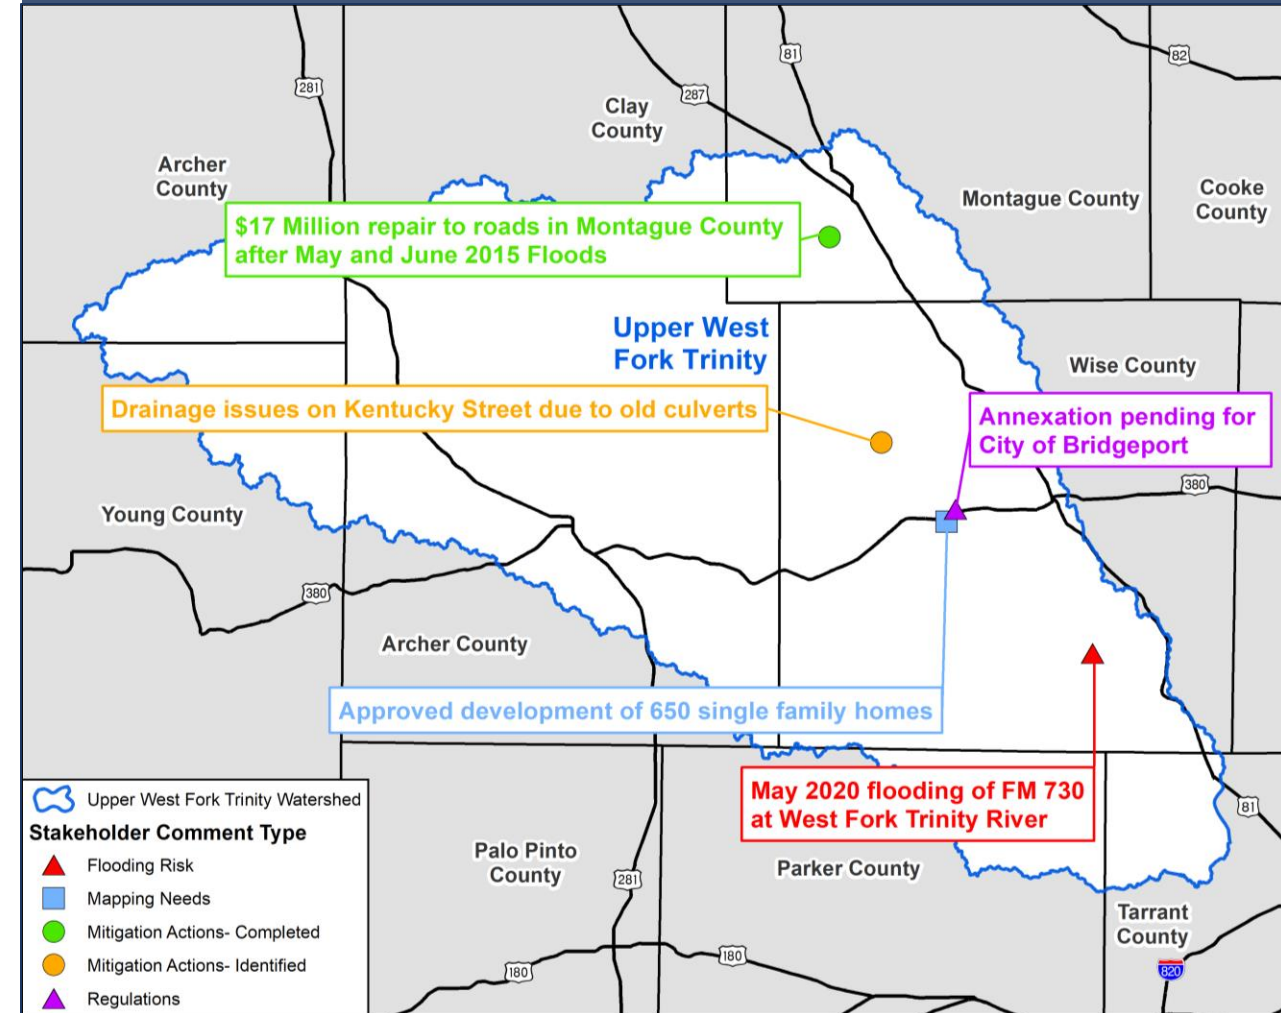 81
82
281
287
Clay
County
Archer
County
Montague County
Cooke
County
$17 Million repair to roads in Montague County
after May and June 2015 Floods
Upper West
Fork Trinity
Wise County
Drainage issues on Kentucky Street due to old culverts
Annexation pending for
City of Bridgeport
380
Young County
380
Archer County
Approved development of 650 single family homes
May 2020 flooding of FM 730
at West Fork Trinity River
81
Palo Pinto
County
Parker County
281
Tarrant
County
180
180
820
Upper West Fork Trinity Watershed
Stakeholder Comment Type
Flooding Risk
Mapping Needs
Mitigation Actions- Completed
Mitigation Actions- Identified
Regulations